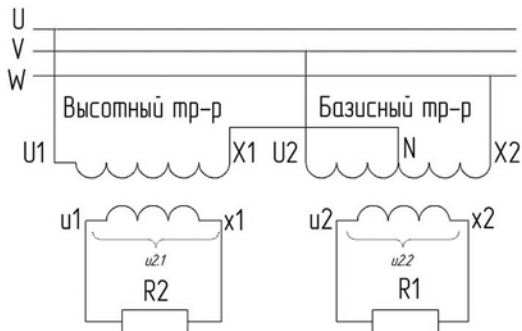 U
V
W
Высотный тр-р Базисный тр-р
U1 X1 U2 N X2
u1 x1 u2 x2
u2.1 u2.2
R2 R1